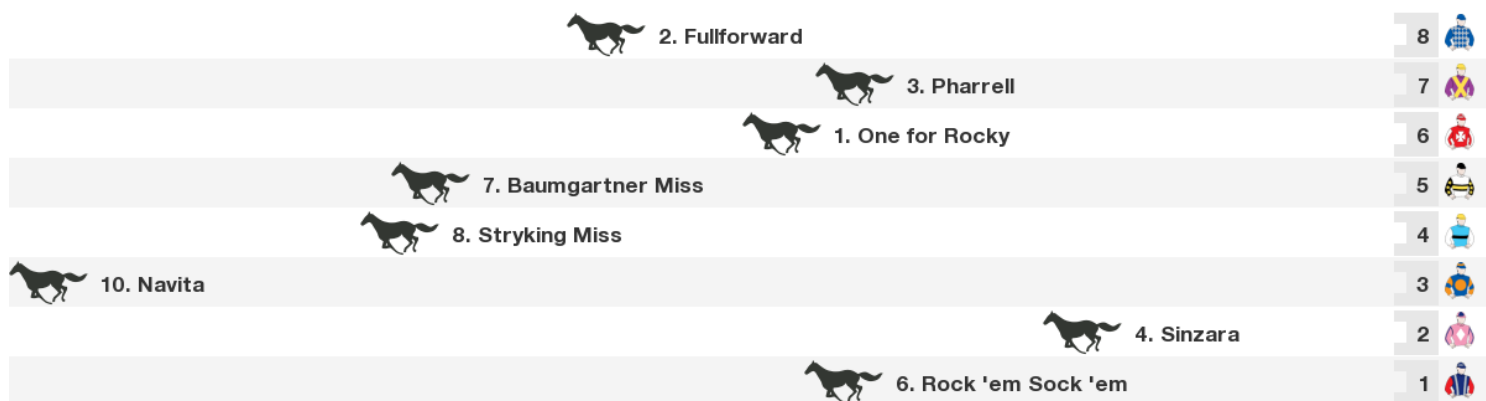 2. Fullforward 8
3. Pharrell 7
1. One for Rocky 6
7. Baumgartner Miss 5
8. Stryking Miss 4
10. Navita 3
4. Sinzara 2
6. Rock 'em Sock 'em 1